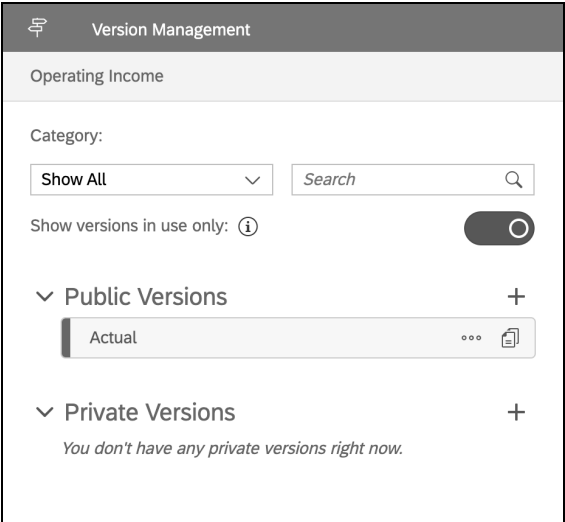 Version Management
Operating Income
Category:
Show All Search
Show versions in use only:
Public Versions
Actual
Private Versions
You don't have any private versions right now.